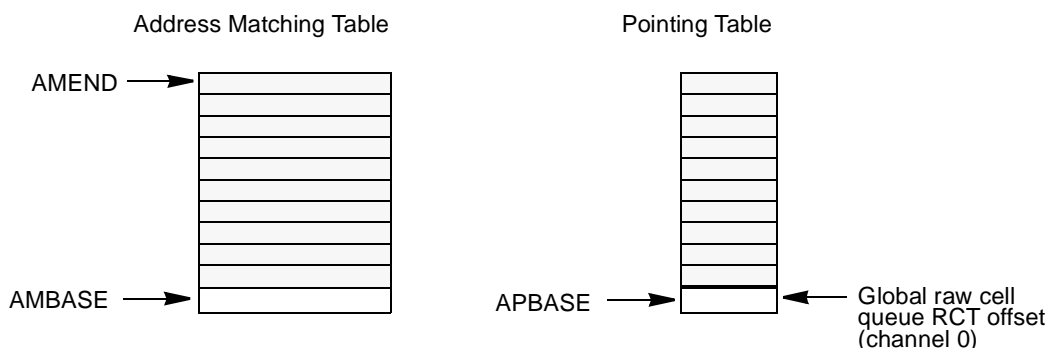 Address Matching Table
Pointing Table
AMEND
AMBASE
APBASE
Global raw cell
queue RCT offset
(channel 0)